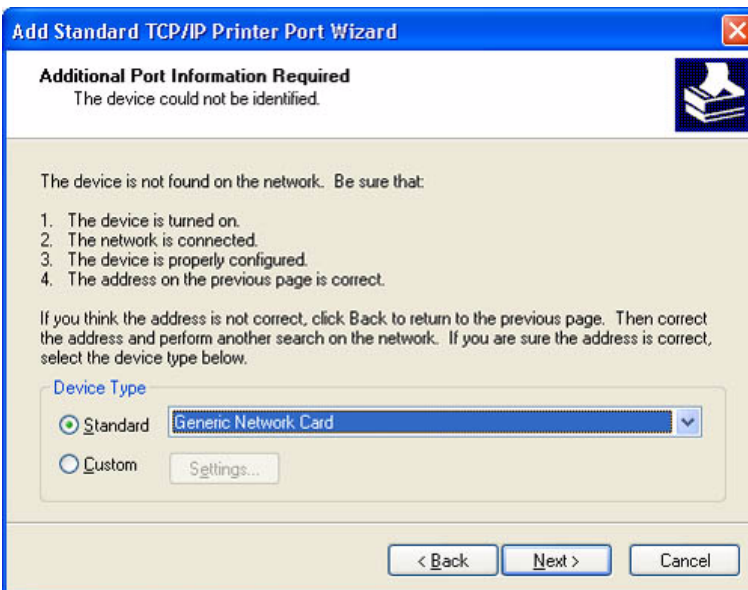 Add Standard TCP/IP Printer Port Wizard
Additional Port Information Required
The device could not be identified.
The device is not found on the network. Be sure that:
1. The device is turned on.
2. The network is connected.
3. The device is properly configured.
4. The address on the previous page is correct.
If you think the address is not correct, click Back to return to the previous page. Then correct
the address and perform another search on the network. If you are sure the address is correct,
select the device type below.
Device Type
Standard Generic Network Card
Custom Settings...
< Back Next > Cancel